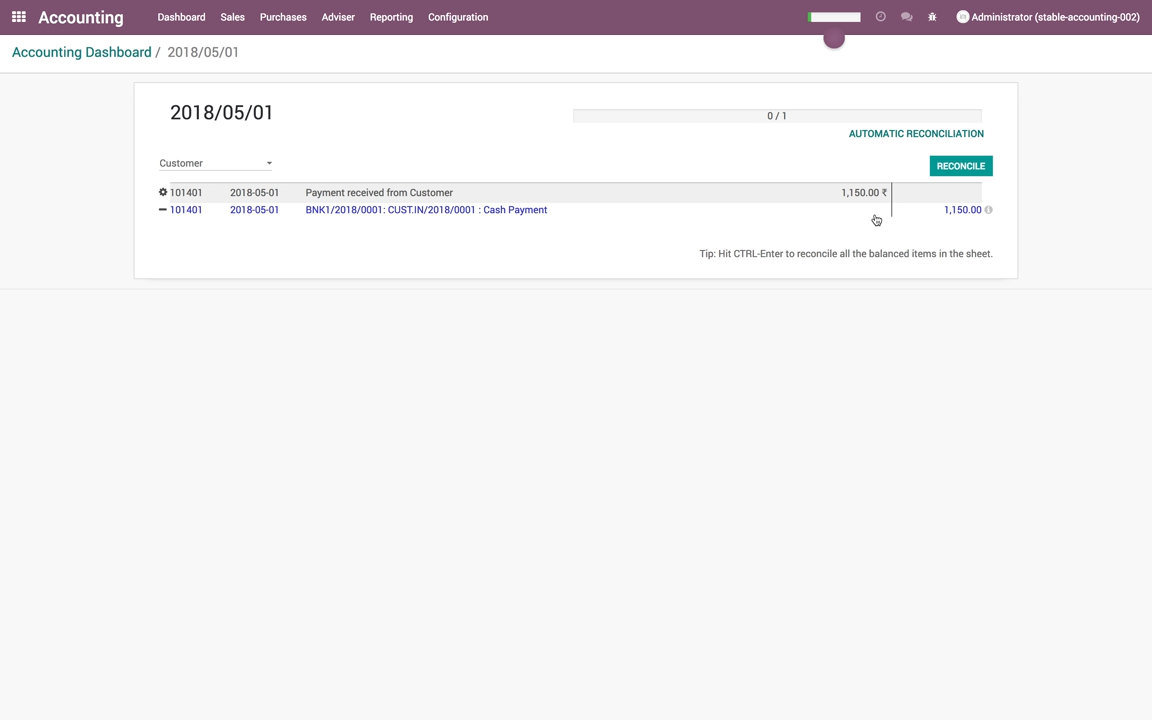 Accounting Dashboard Sales Purchases Adviser Reporting Configuration Administrator (stable-accounting-002)
Accounting Dashboard / 2018/05/01
2018/05/01
0 / 1
AUTOMATIC RECONCILIATION
Customer
RECONCILE
101401 2018-05-01 Payment received from Customer 1,150.00 ₹
101401 2018-05-01 BNK1/2018/0001: CUST.IN/2018/0001 : Cash Payment 1,150.00
Tip: Hit CTRL-Enter to reconcile all the balanced items in the sheet.